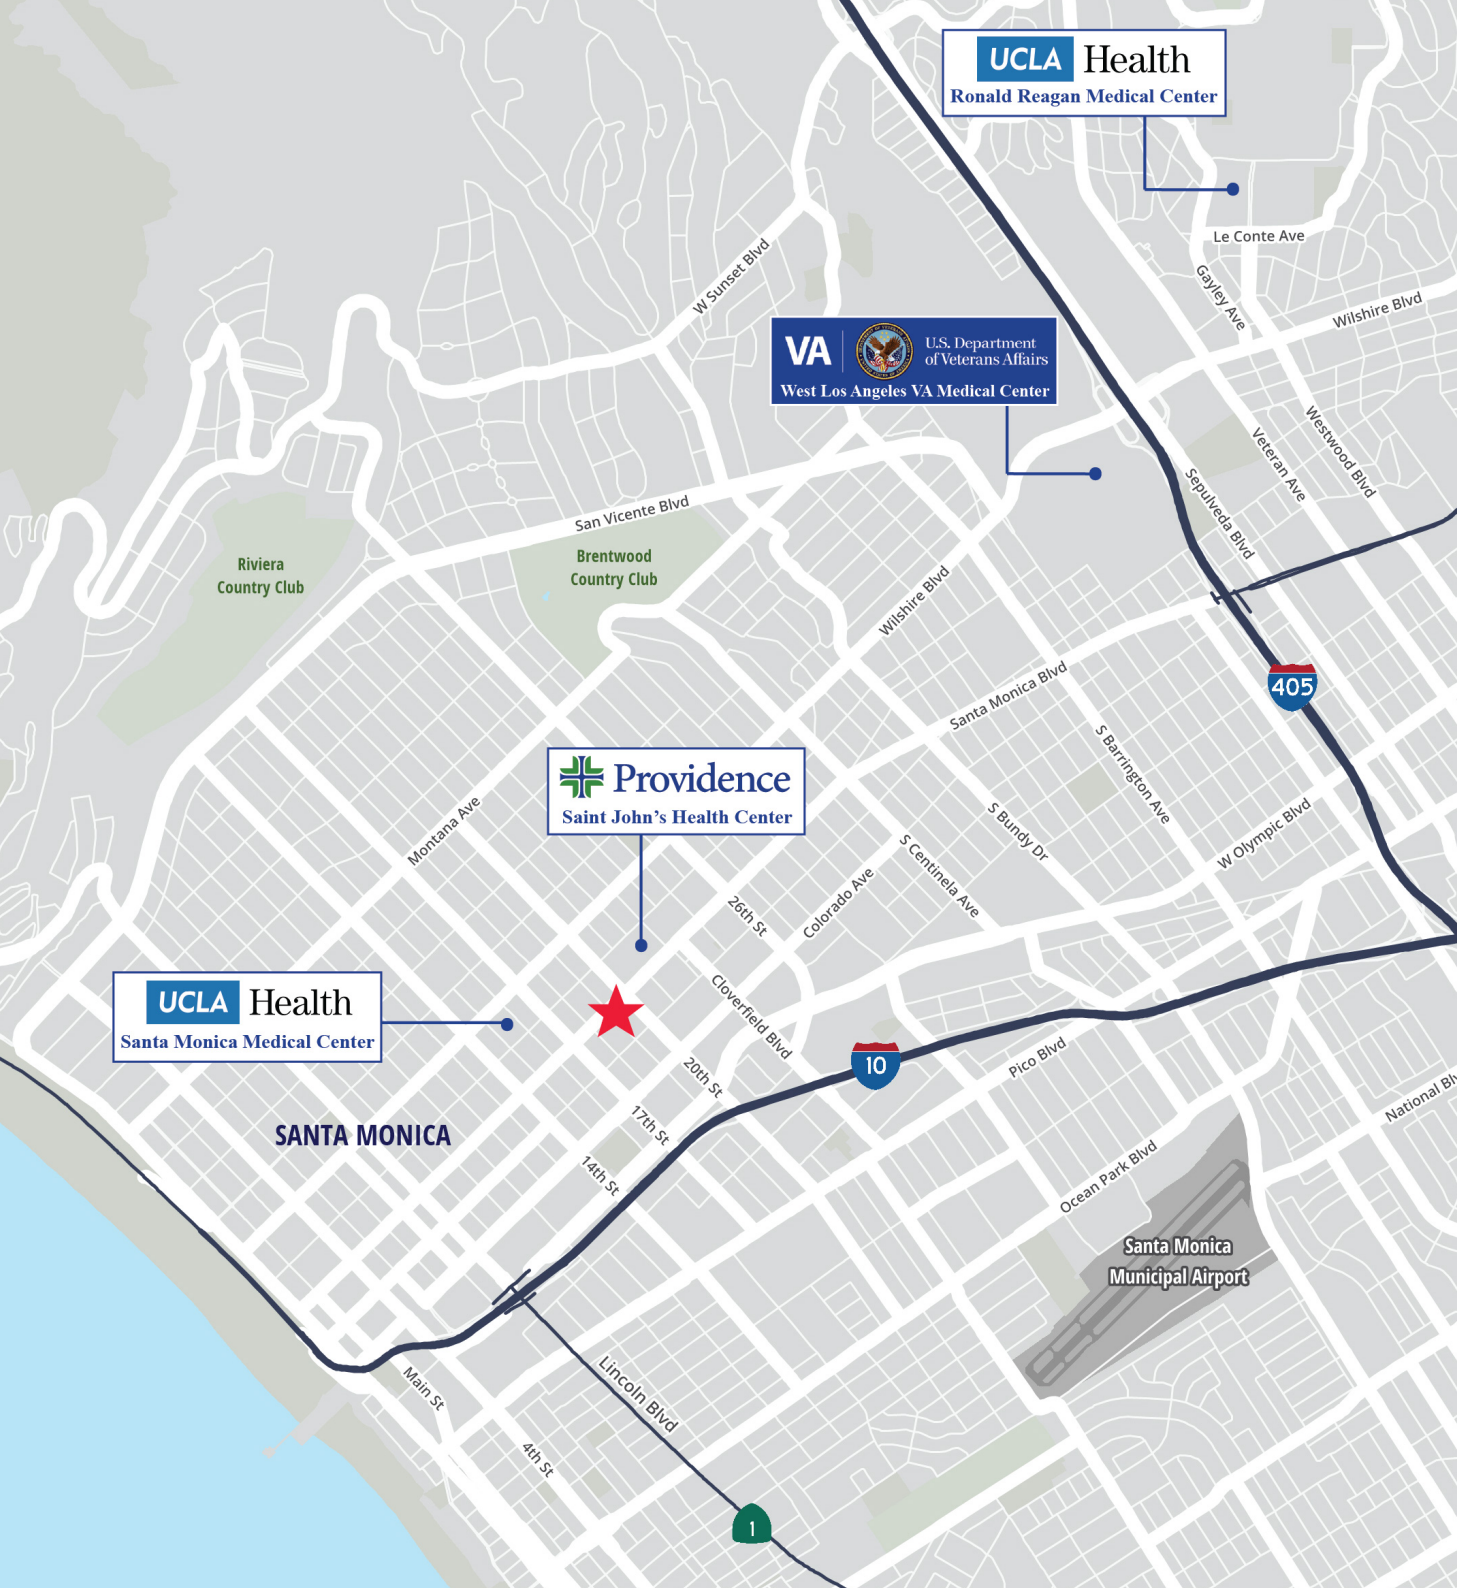 UCLA Health
Ronald Reagan Medical Center
Le Conte Ave
W Sunset Blvd
Gayley Ave
Wilshire Blvd
VA
U.S. Department
of Veterans Affairs
West Los Angeles VA Medical Center
Westwood Blvd
Veteran Ave
Sepulveda Blvd
San Vicente Blvd
Brentwood
Country Club
Riviera
Country Club
Wilshire Blvd
Santa Monica Blvd
405
S Barrington Ave
Providence
Saint John’s Health Center
Montana Ave
S Bundy Dr
W Olympic Blvd
S Centinela Ave
Colorado Ave
26th St
UCLA Health
Santa Monica Medical Center
Cloverfield Blvd
10
Pico Blvd
20th St
National Blv
17th St
SANTA MONICA
14th St
Ocean Park Blvd
Santa Monica
Municipal Airport
Main St
Lincoln Blvd
4th St
1